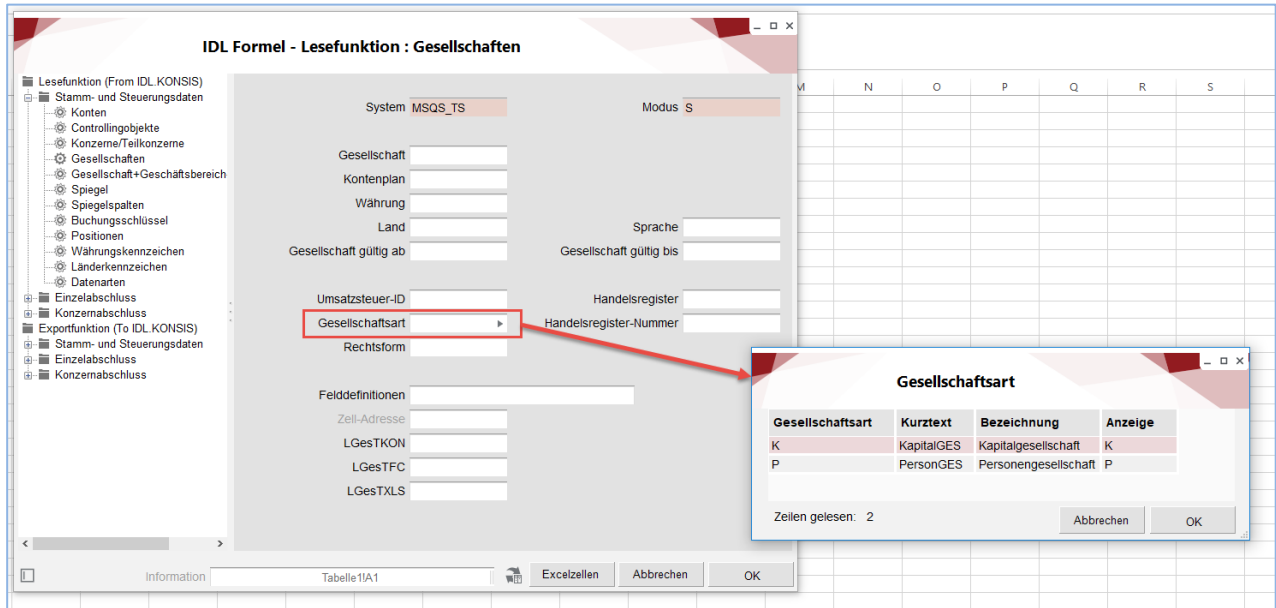 IDL Formel - Lesefunktion : Gesellschaften
M N O P Q R S
Lesefunktion (From IDL.KONSIS)
Stamm- und Steuerungsdaten
Konten
Controllingobjekte
Konzerne/Teilkonzerne
Gesellschaften
Gesellschaft+Geschäftsbereich
Spiegel
Spiegelspalten
Buchungsschlüssel
Positionen
Währungskennzeichen
Länderkennzeichen
Datenarten
Einzelabschluss
Konzernabschluss
Exportfunktion (To IDL.KONSIS)
Stamm- und Steuerungsdaten
Einzelabschluss
Konzernabschluss
System MSQS_TS Modus S
Gesellschaft
Kontenplan
Währung
Land Sprache
Gesellschaft gültig ab Gesellschaft gültig bis
Umsatzsteuer-ID Handelsregister
Gesellschaftsart Handelsregister-Nummer
Rechtsform
Felddefinitionen
Zell-Adresse
LGesTKON
LGesTFC
LGesTXLS
Information Tabelle1!A1 Excelzellen Abbrechen OK
Gesellschaftsart
Gesellschaftsart Kurztext Bezeichnung Anzeige
K KapitalGES Kapitalgesellschaft K
P PersonGES Personengesellschaft P
Zeilen gelesen: 2 Abbrechen OK